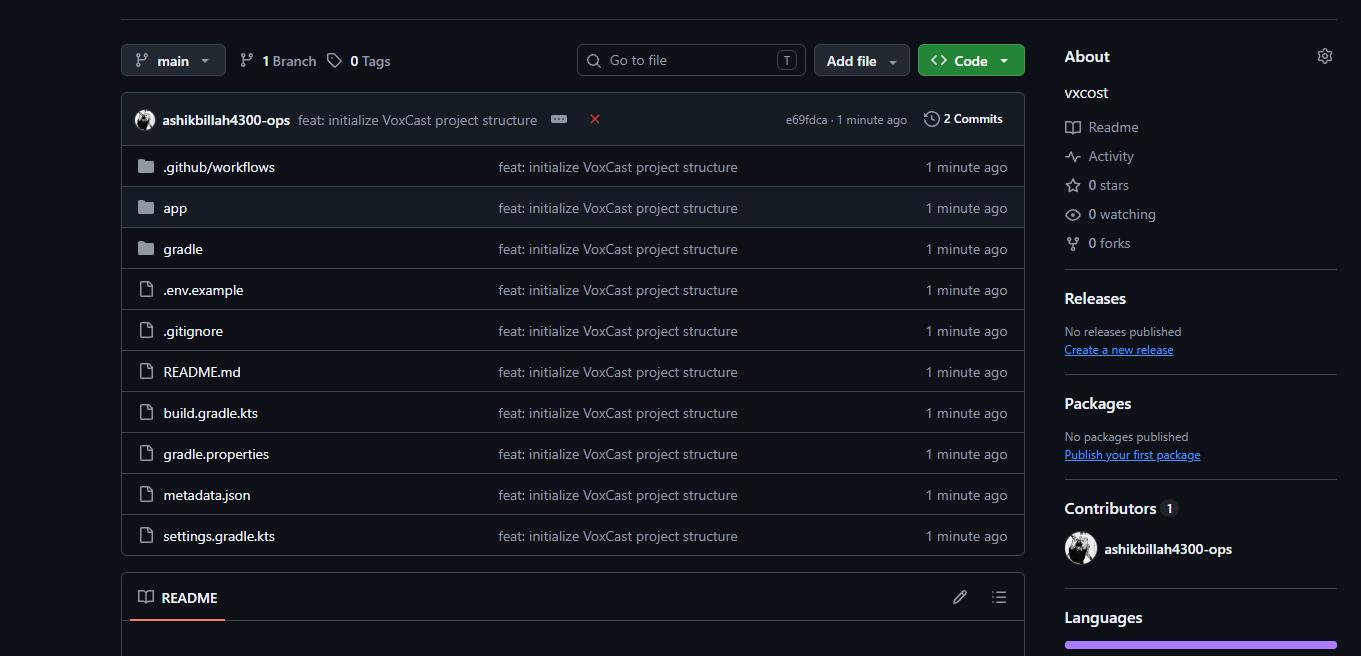 main
1 Branch
0 Tags
Go to file
T
Add file
Code
ashikbillah4300-ops feat: initialize VoxCast project structure e69fdca · 1 minute ago 2 Commits
.github/workflows feat: initialize VoxCast project structure 1 minute ago
app feat: initialize VoxCast project structure 1 minute ago
gradle feat: initialize VoxCast project structure 1 minute ago
.env.example feat: initialize VoxCast project structure 1 minute ago
.gitignore feat: initialize VoxCast project structure 1 minute ago
README.md feat: initialize VoxCast project structure 1 minute ago
build.gradle.kts feat: initialize VoxCast project structure 1 minute ago
gradle.properties feat: initialize VoxCast project structure 1 minute ago
metadata.json feat: initialize VoxCast project structure 1 minute ago
settings.gradle.kts feat: initialize VoxCast project structure 1 minute ago
README
About
vxcost
Readme
Activity
0 stars
0 watching
0 forks
Releases
No releases published
Create a new release
Packages
No packages published
Publish your first package
Contributors 1
ashikbillah4300-ops
Languages